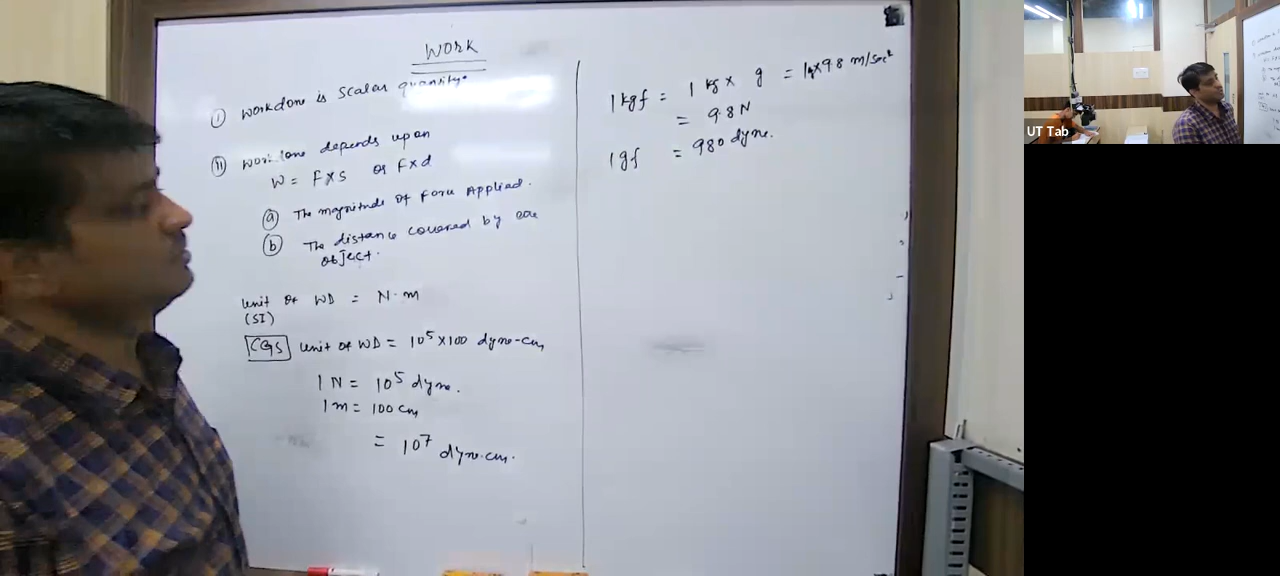 WORK
(i) Workdone is Scalar quantity.
(ii) Work done depends upon
W = F×S or F×d
(a) The magnitude of Force Applied.
(b) The distance covered by the
object.
Unit of WD = N·m
(SI)
CGS Unit of WD = 10⁵×100 dyne-cm
1 N = 10⁵ dyne.
1 m = 100 cm
= 10⁷ dyne-cm.
1 kgf = 1 kg × g = 1×9.8 m/sec²
= 9.8 N
1 gf = 980 dyne.
UT Tab